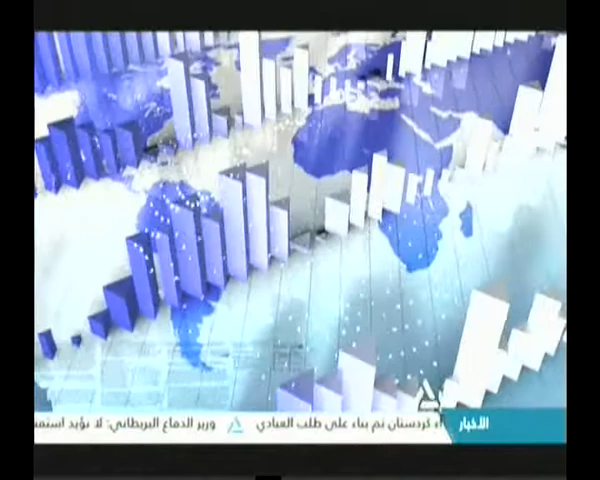 الأخبار
كردستان تم بناء على طلب العبادي
وزير الدفاع البريطاني: لا نؤيد